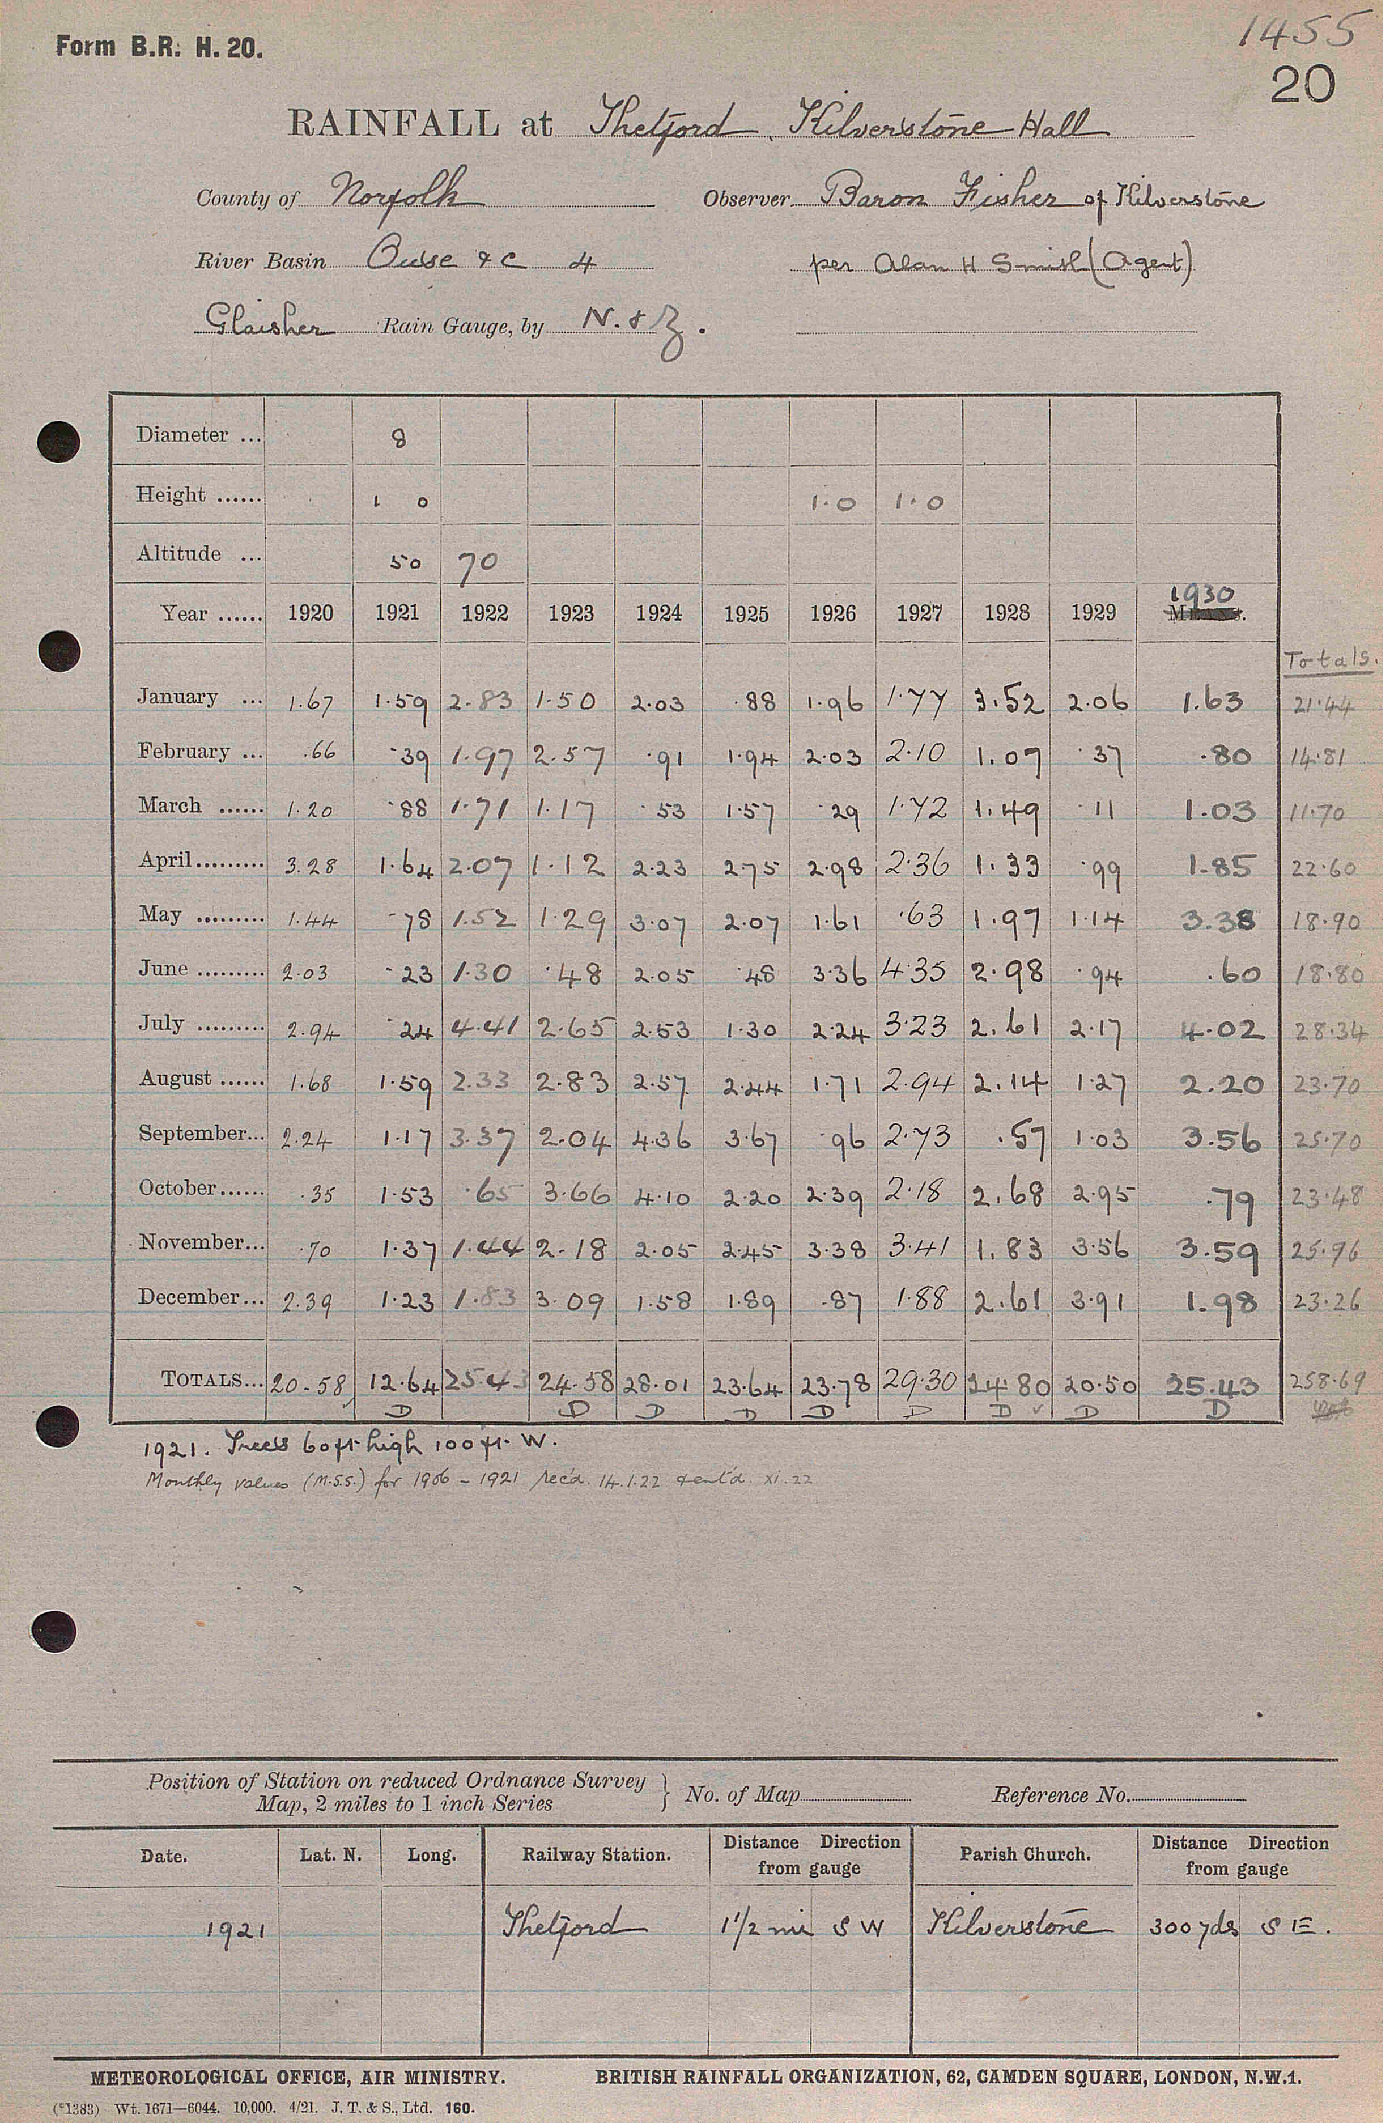 1455
Form B.R. H. 20.
20
RAINFALL at Thetford, Kilverstone Hall
County of Norfolk Observer Baron Fisher of Kilverstone
River Basin Ouse & C 4 per Alan H Smith (Agent)
Glaisher Rain Gauge, by N. & Z.
Diameter ... 8
Height ...... 1 0 1.0 1.0
Altitude ... 50 70
1930
Year ...... 1920 1921 1922 1923 1924 1925 1926 1927 1928 1929
Totals.
January ... 1.67 1.59 2.83 1.50 2.03 .88 1.96 1.77 3.52 2.06 1.63 21.44
February ... .66 .39 1.97 2.57 .91 1.94 2.03 2.10 1.07 .37 .80 14.81
March ...... 1.20 .88 1.71 1.17 .53 1.57 .29 1.72 1.49 .11 1.03 11.70
April......... 3.28 1.64 2.07 1.12 2.23 2.75 2.98 2.36 1.33 .99 1.85 22.60
May ......... 1.44 .78 1.52 1.29 3.07 2.07 1.61 .63 1.97 1.14 3.38 18.90
June ......... 2.03 .23 1.30 .48 2.05 .48 3.36 4.35 2.98 .94 .60 18.80
July ......... 2.94 .24 4.41 2.65 2.53 1.30 2.24 3.23 2.61 2.17 4.02 28.34
August ...... 1.68 1.59 2.33 2.83 2.57 2.44 1.71 2.94 2.14 1.27 2.20 23.70
September... 2.24 1.17 3.37 2.04 4.36 3.67 .96 2.73 .57 1.03 3.56 25.70
October...... .35 1.53 .65 3.66 4.10 2.20 2.39 2.18 2.68 2.95 .79 23.48
November... .70 1.37 1.44 2.18 2.05 2.45 3.38 3.41 1.83 3.56 3.59 25.96
December... 2.39 1.23 1.83 3.09 1.58 1.89 .87 1.88 2.61 3.91 1.98 23.26
TOTALS... 20.58 12.64 25.43 24.58 28.01 23.64 23.78 29.30 24.80 20.50 25.43 258.69
D D D D D D D ✓ D D
1921. Trees 60 ft. high 100 ft. W.
Monthly values (M.S.S.) for 1906 – 1921 rec'd. 14.1.22 & ent'd. xi.22
Position of Station on reduced Ordnance Survey
Map, 2 miles to 1 inch Series } No. of Map Reference No.
Date. Lat. N. Long. Railway Station. Distance Direction from gauge Parish Church. Distance Direction from gauge
1921 Thetford 1 1/2 mi S W Kilverstone 300 yds S E.
METEOROLOGICAL OFFICE, AIR MINISTRY. BRITISH RAINFALL ORGANIZATION, 62, CAMDEN SQUARE, LONDON, N.W.1.
(*1383) Wt. 1671—6044. 10,000. 4/21. J. T. & S., Ltd. 160.